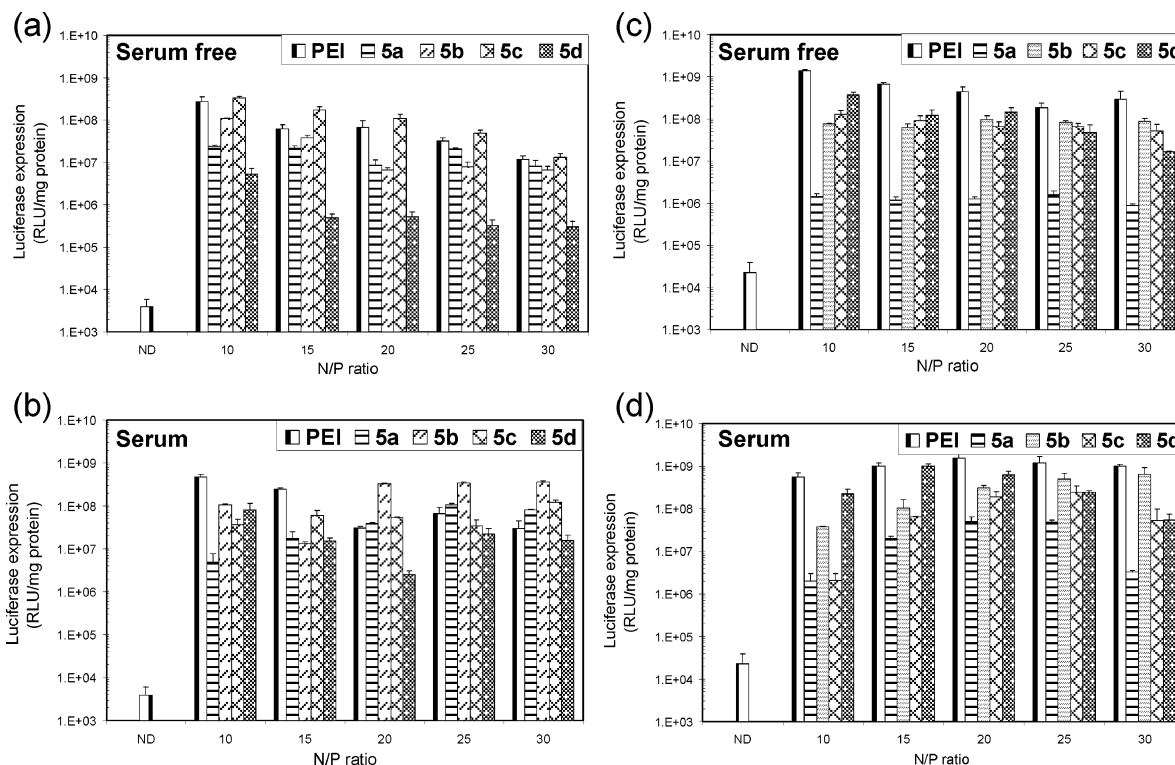 (a)
Serum free
PEI 5a 5b 5c 5d
1.E+10
1.E+09
1.E+08
1.E+07
1.E+06
1.E+05
1.E+04
1.E+03
Luciferase expression
(RLU/mg protein)
ND 10 15 20 25 30
N/P ratio
(c)
Serum free
PEI 5a 5b 5c 5d
1.E+10
1.E+09
1.E+08
1.E+07
1.E+06
1.E+05
1.E+04
1.E+03
Luciferase expression
(RLU/mg protein)
ND 10 15 20 25 30
N/P ratio
(b)
Serum
PEI 5a 5b 5c 5d
1.E+10
1.E+09
1.E+08
1.E+07
1.E+06
1.E+05
1.E+04
1.E+03
Luciferase expression
(RLU/mg protein)
ND 10 15 20 25 30
N/P ratio
(d)
Serum
PEI 5a 5b 5c 5d
1.E+10
1.E+09
1.E+08
1.E+07
1.E+06
1.E+05
1.E+04
1.E+03
Luciferase expression
(RLU/mg protein)
ND 10 15 20 25 30
N/P ratio